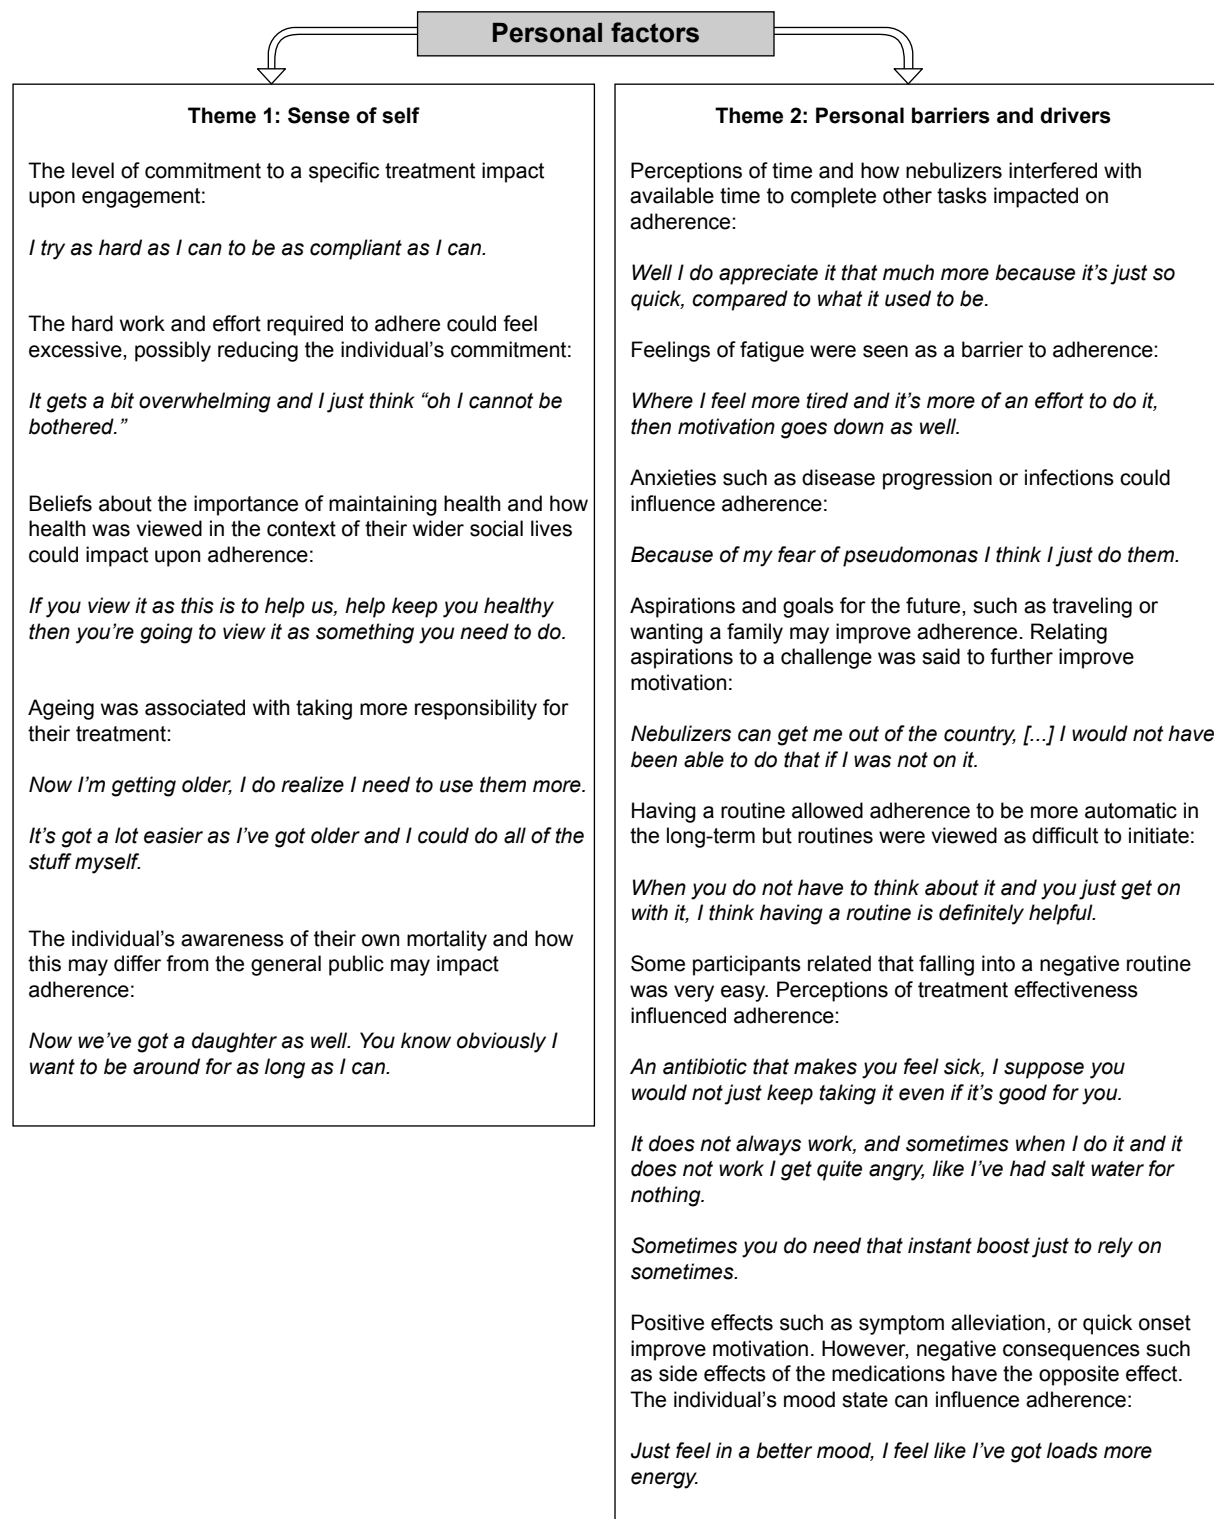 Personal factors
Theme 1: Sense of self
The level of commitment to a specific treatment impact
upon engagement:
I try as hard as I can to be as compliant as I can.
The hard work and effort required to adhere could feel
excessive, possibly reducing the individual’s commitment:
It gets a bit overwhelming and I just think “oh I cannot be
bothered.”
Beliefs about the importance of maintaining health and how
health was viewed in the context of their wider social lives
could impact upon adherence:
If you view it as this is to help us, help keep you healthy
then you’re going to view it as something you need to do.
Ageing was associated with taking more responsibility for
their treatment:
Now I’m getting older, I do realize I need to use them more.
It’s got a lot easier as I’ve got older and I could do all of the
stuff myself.
The individual’s awareness of their own mortality and how
this may differ from the general public may impact
adherence:
Now we’ve got a daughter as well. You know obviously I
want to be around for as long as I can.
Theme 2: Personal barriers and drivers
Perceptions of time and how nebulizers interfered with
available time to complete other tasks impacted on
adherence:
Well I do appreciate it that much more because it’s just so
quick, compared to what it used to be.
Feelings of fatigue were seen as a barrier to adherence:
Where I feel more tired and it’s more of an effort to do it,
then motivation goes down as well.
Anxieties such as disease progression or infections could
influence adherence:
Because of my fear of pseudomonas I think I just do them.
Aspirations and goals for the future, such as traveling or
wanting a family may improve adherence. Relating
aspirations to a challenge was said to further improve
motivation:
Nebulizers can get me out of the country, [...] I would not have
been able to do that if I was not on it.
Having a routine allowed adherence to be more automatic in
the long-term but routines were viewed as difficult to initiate:
When you do not have to think about it and you just get on
with it, I think having a routine is definitely helpful.
Some participants related that falling into a negative routine
was very easy. Perceptions of treatment effectiveness
influenced adherence:
An antibiotic that makes you feel sick, I suppose you
would not just keep taking it even if it’s good for you.
It does not always work, and sometimes when I do it and it
does not work I get quite angry, like I’ve had salt water for
nothing.
Sometimes you do need that instant boost just to rely on
sometimes.
Positive effects such as symptom alleviation, or quick onset
improve motivation. However, negative consequences such
as side effects of the medications have the opposite effect.
The individual’s mood state can influence adherence:
Just feel in a better mood, I feel like I’ve got loads more
energy.